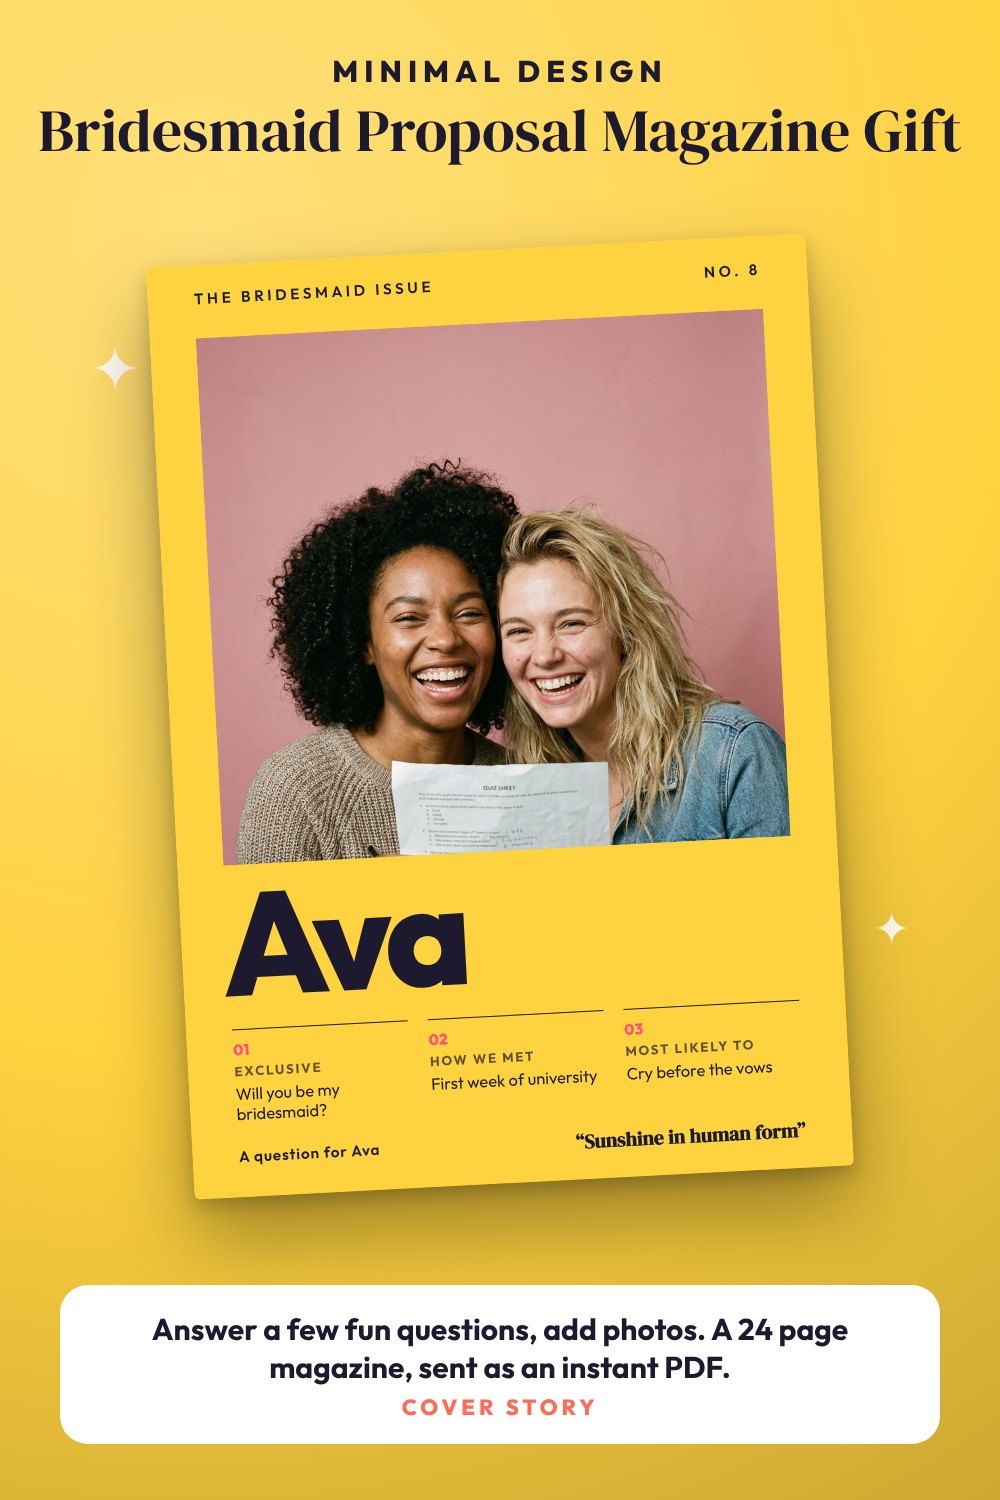 MINIMAL DESIGN
Bridesmaid Proposal Magazine Gift
THE BRIDESMAID ISSUE
NO. 8
QUIZ SHEET
Ava
01
EXCLUSIVE
Will you be my
bridesmaid?
02
HOW WE MET
First week of university
03
MOST LIKELY TO
Cry before the vows
A question for Ava
“Sunshine in human form”
Answer a few fun questions, add photos. A 24 page
magazine, sent as an instant PDF.
COVER STORY